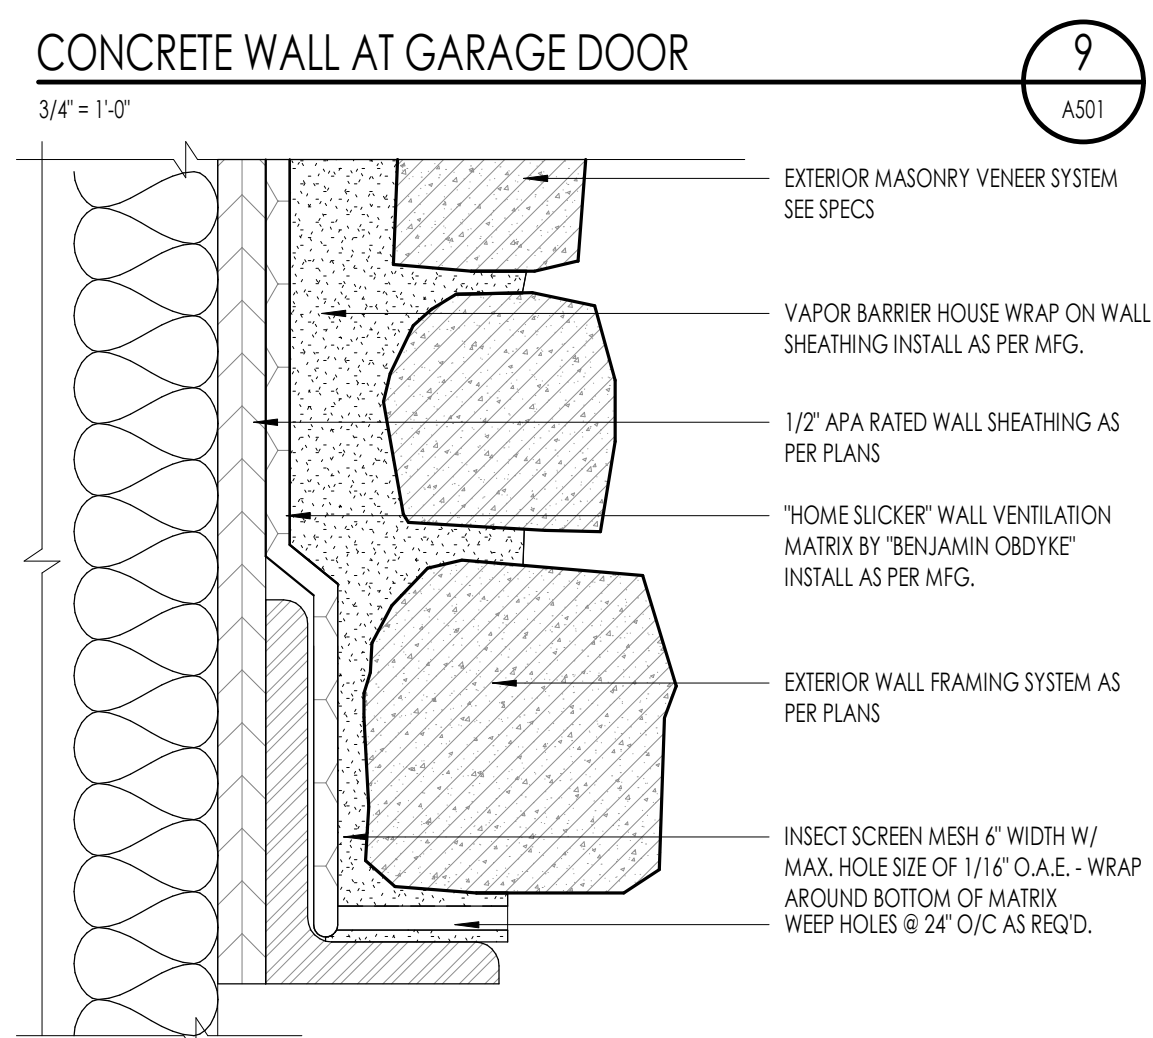 CONCRETE WALL AT GARAGE DOOR
9
3/4" = 1'-0"
A501
EXTERIOR MASONRY VENEER SYSTEM
SEE SPECS
VAPOR BARRIER HOUSE WRAP ON WALL
SHEATHING INSTALL AS PER MFG.
1/2" APA RATED WALL SHEATHING AS
PER PLANS
"HOME SLICKER" WALL VENTILATION
MATRIX BY "BENJAMIN OBDYKE"
INSTALL AS PER MFG.
EXTERIOR WALL FRAMING SYSTEM AS
PER PLANS
INSECT SCREEN MESH 6" WIDTH W/
MAX. HOLE SIZE OF 1/16" O.A.E. - WRAP
AROUND BOTTOM OF MATRIX
WEEP HOLES @ 24" O/C AS REQ'D.